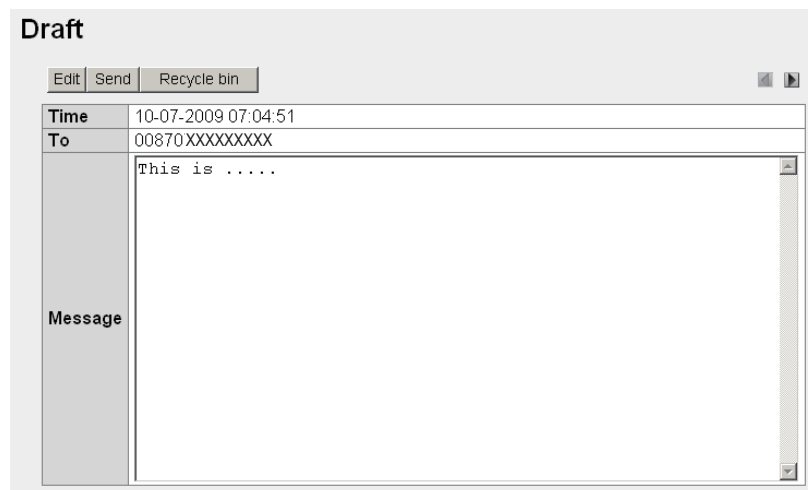 Draft
Edit Send Recycle bin
Time 10-07-2009 07:04:51
To 00870XXXXXXXXX
Message This is .....